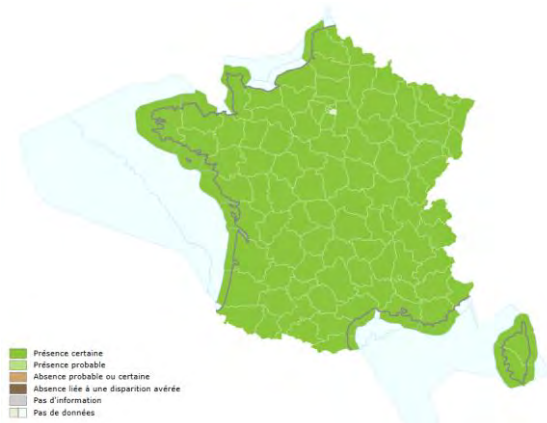 Présence certaine
Présence probable
Absence probable ou certaine
Absence liée à une disparition avérée
Pas d'information
Pas de données